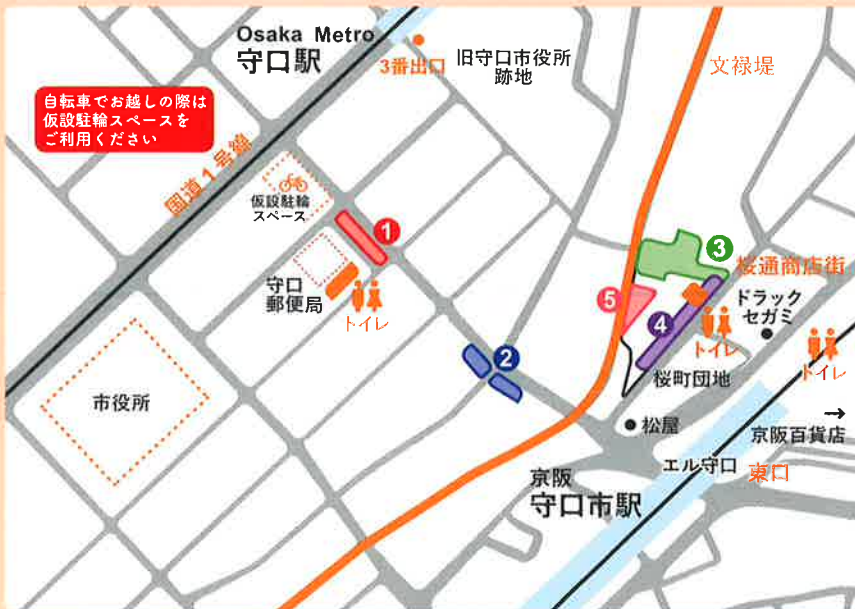 Osaka Metro
守口駅
3番出口
旧守口市役所
跡地
文禄堤
自転車でお越しの際は
仮設駐輪スペースを
ご利用ください
国道1号線
仮設駐輪
スペース
1
守口
郵便局
トイレ
3
桜通商店街
5
4
ドラック
セガミ
トイレ
トイレ
2
桜町団地
市役所
松屋
→
京阪百貨店
エル守口
東口
京阪
守口市駅